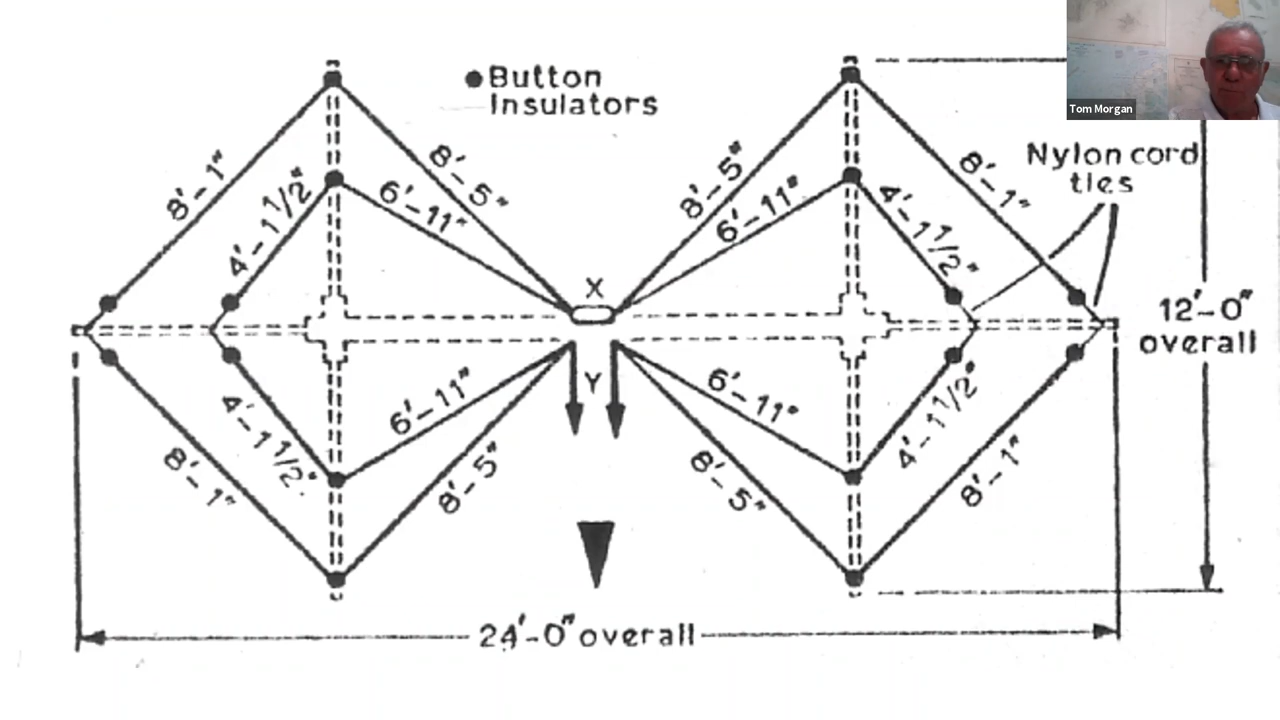 Button
Insulators
Tom Morgan
Nylon cord
ties
8'-1"
8'-5"
8'-5"
8'-1"
4'-1 1/2"
6'-11"
6'-11"
4'-1 1/2"
X
12'-0"
overall
Y
4'-1 1/2"
6'-11"
6'-11"
4'-1 1/2"
8'-1"
8'-5"
8'-5"
8'-1"
24'-0" overall